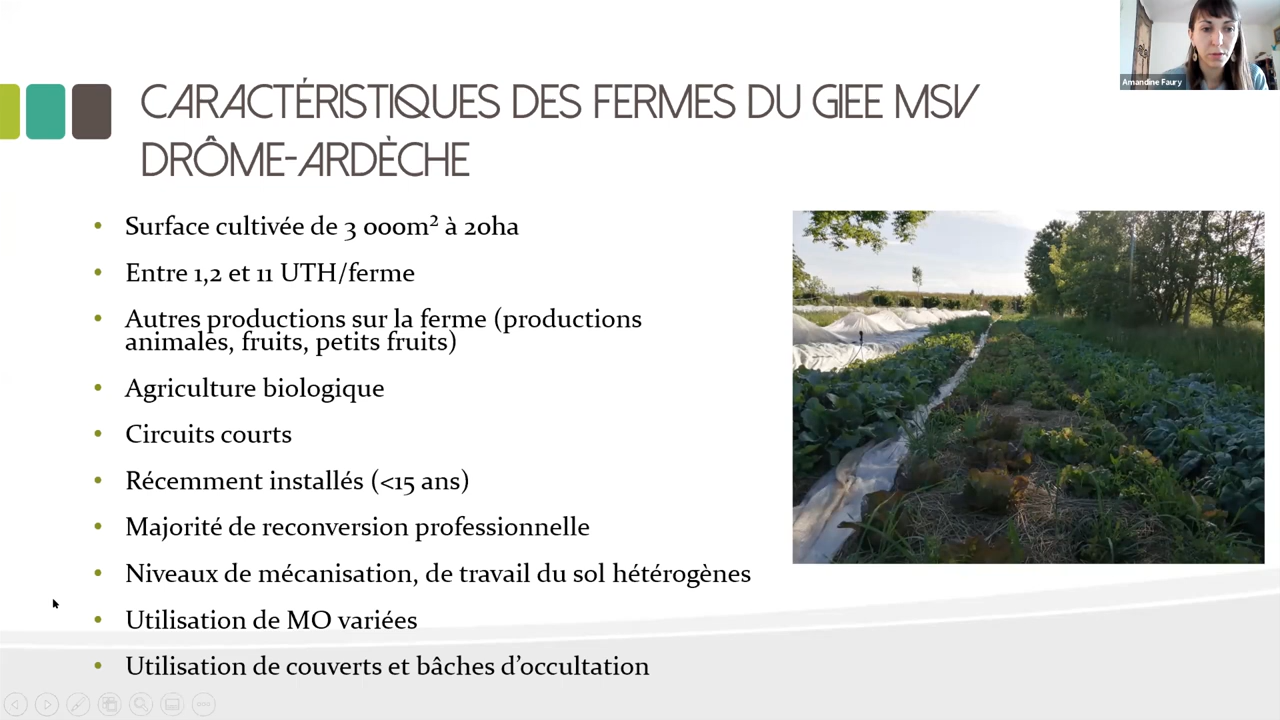 Amandine Faury
CARACTÉRISTIQUES DES FERMES DU GIEE MSV
DRÔME-ARDÈCHE
• Surface cultivée de 3 000m² à 20ha
• Entre 1,2 et 11 UTH/ferme
• Autres productions sur la ferme (productions
animales, fruits, petits fruits)
• Agriculture biologique
• Circuits courts
• Récemment installés (<15 ans)
• Majorité de reconversion professionnelle
• Niveaux de mécanisation, de travail du sol hétérogènes
• Utilisation de MO variées
• Utilisation de couverts et bâches d’occultation